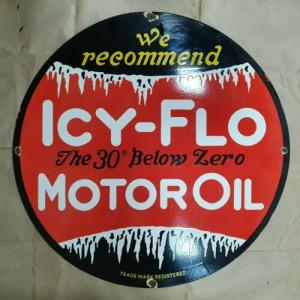 We
recommend
ICY-FLO
The 30° Below Zero
MOTOR OIL
TRADE MARK REGISTERED